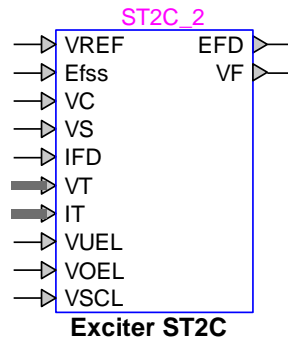 ST2C_2
VREF EFD
Efss VF
VC
VS
IFD
VT
IT
VUEL
VOEL
VSCL
Exciter ST2C